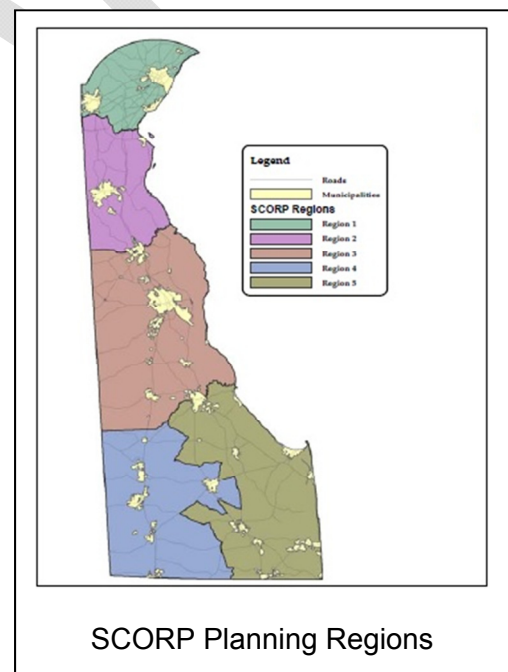 Legend
Roads
Municipalities
SCORP Regions
Region 1
Region 2
Region 3
Region 4
Region 5
SCORP Planning Regions